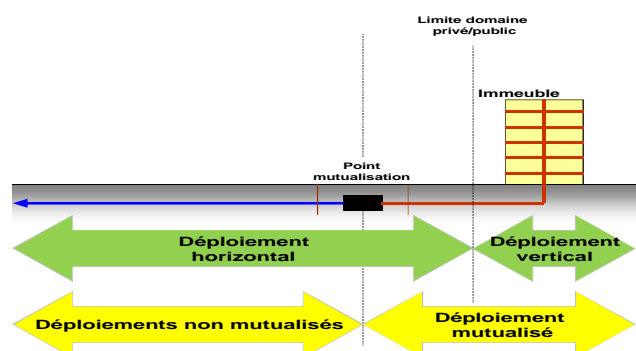 Limite domaine
privé/public
Immeuble
Point
mutualisation
Déploiement
horizontal
Déploiement
vertical
Déploiements non mutualisés
Déploiement
mutualisé